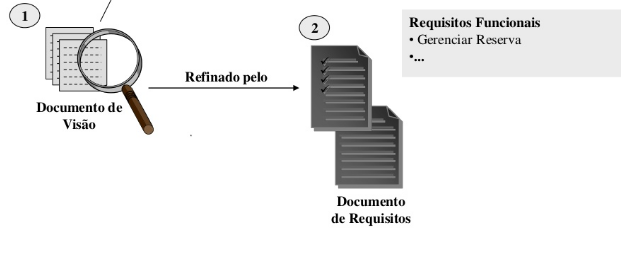 1
Documento de
Visão
Refinado pelo
2
Documento
de Requisitos
Requisitos Funcionais
• Gerenciar Reserva
•...